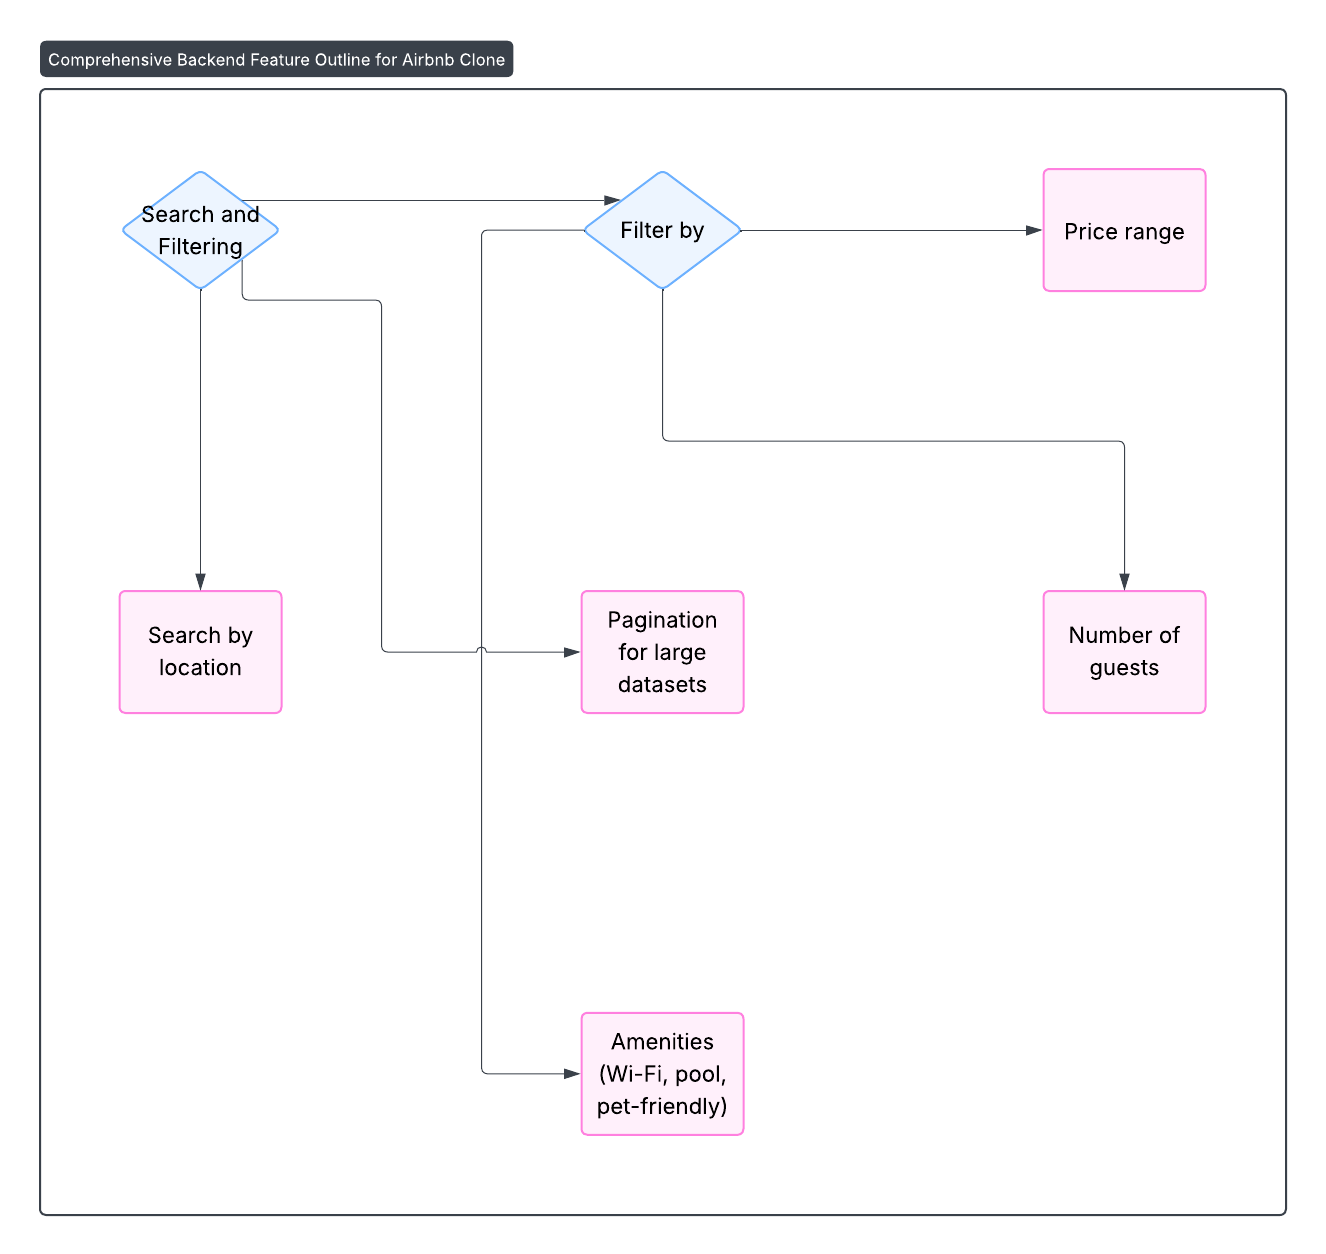 Comprehensive Backend Feature Outline for Airbnb Clone
Search and
Filtering
Filter by
Price range
Search by
location
Pagination
for large
datasets
Number of
guests
Amenities
(Wi-Fi, pool,
pet-friendly)